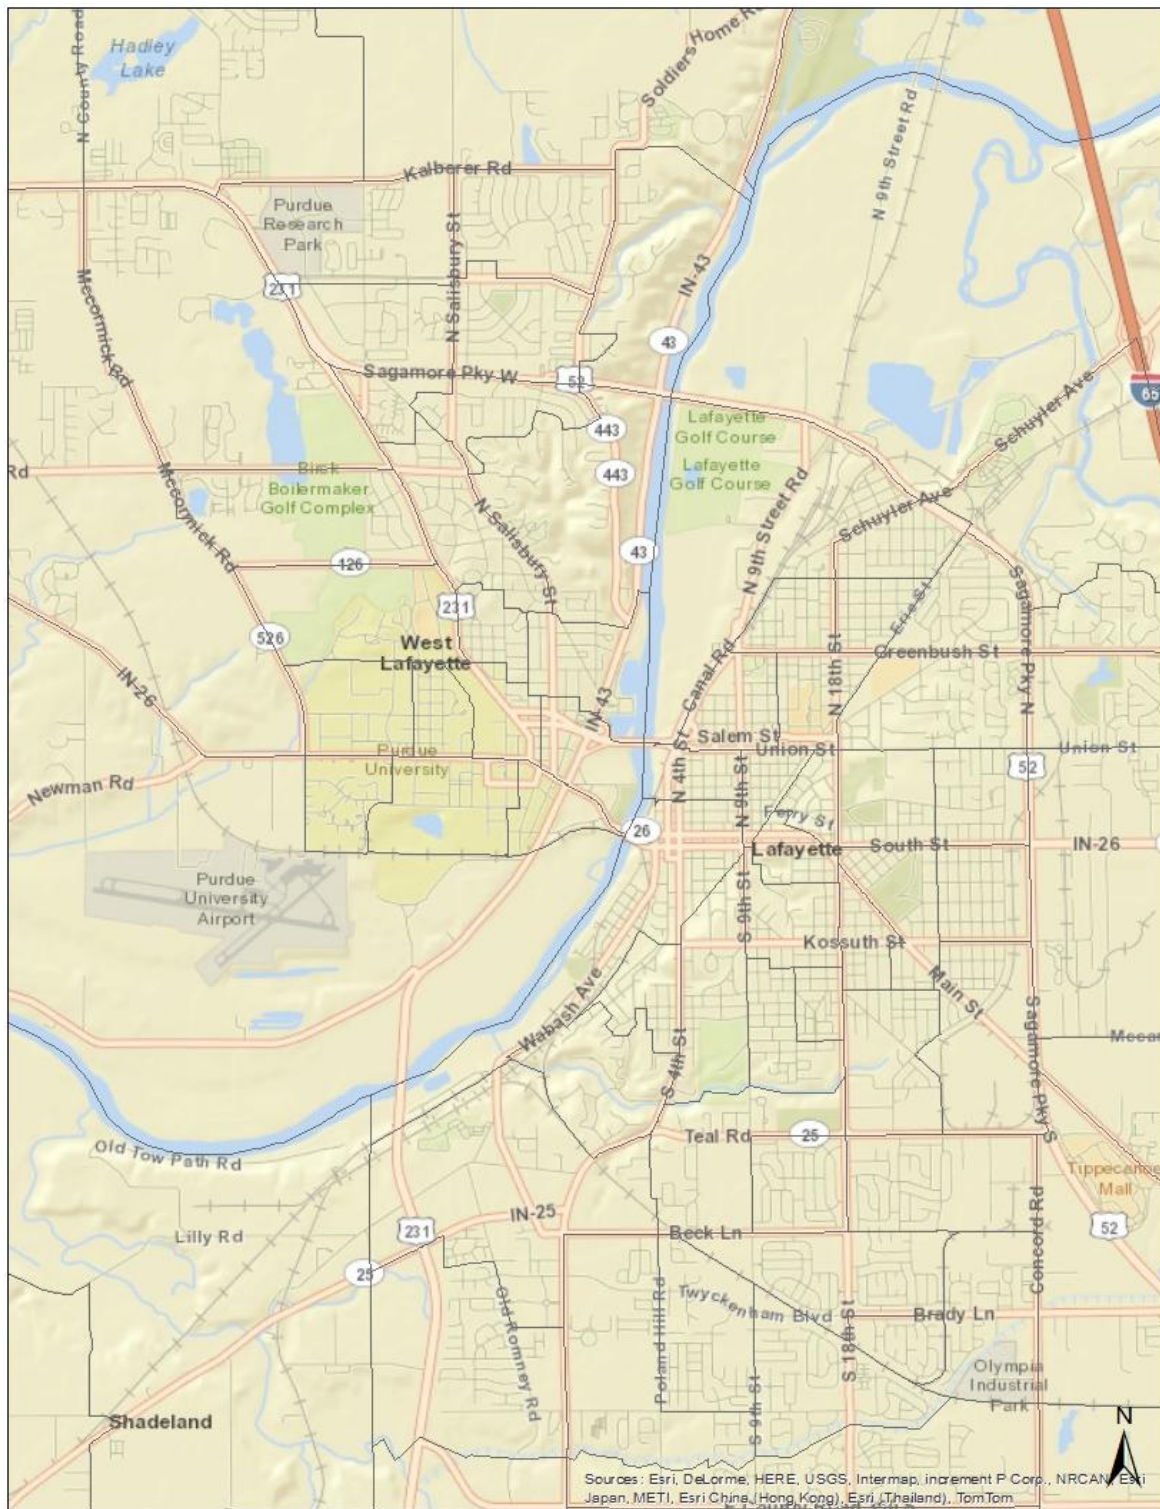 N County Road
Hadley
Lake
Soldiers Home Rd
N 9th Street Rd
Kalberer Rd
Purdue
Research
Park
N Salisbury St
IN-43
231
Mccormick Rd
43
Sagamore Pky W
52
Schuyler Ave
65
443
Lafayette
Golf Course
Rd
Birck
Boilermaker
Golf Complex
443
Lafayette
Golf Course
Mccormick Rd
N Salisbury St
N 9th Street Rd
Schuyler Ave
43
126
231
Erie St
Sagamore Pky N
526
West
Lafayette
N 18th St
Greenbush St
IN-26
IN-43
Canal Rd
Salem St
Union St
Union St
Purdue
University
N 4th St
N 9th St
52
Newman Rd
Ferry St
26
Lafayette
South St
IN-26
Purdue
University
Airport
S 9th St
Kossuth St
Main St
Wabash Ave
Sagamore Pky S
S 4th St
Old Tow Path Rd
Teal Rd
25
Tippecanoe
Mall
IN-25
Lilly Rd
231
Beck Ln
52
Concord Rd
25
Old Romney Rd
Poland Hill Rd
Twyckenham Blvd
S 18th St
Brady Ln
S 9th St
Olympia
Industrial
Park
Shadeland
N
Sources: Esri, DeLorme, HERE, USGS, Intermap, increment P Corp., NRCAN, Esri
Japan, METI, Esri China (Hong Kong), Esri (Thailand), TomTom